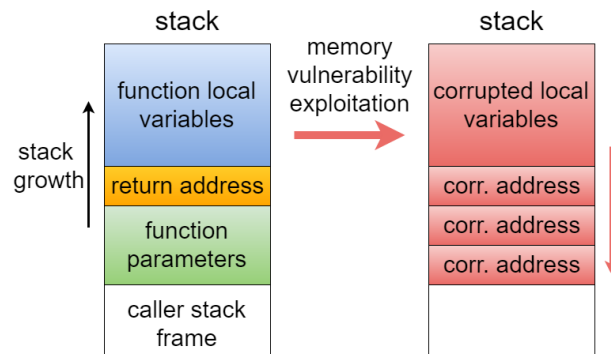 stack
function local
variables
return address
function
parameters
caller stack
frame
stack
growth
memory
vulnerability
exploitation
stack
corrupted local
variables
corr. address
corr. address
corr. address